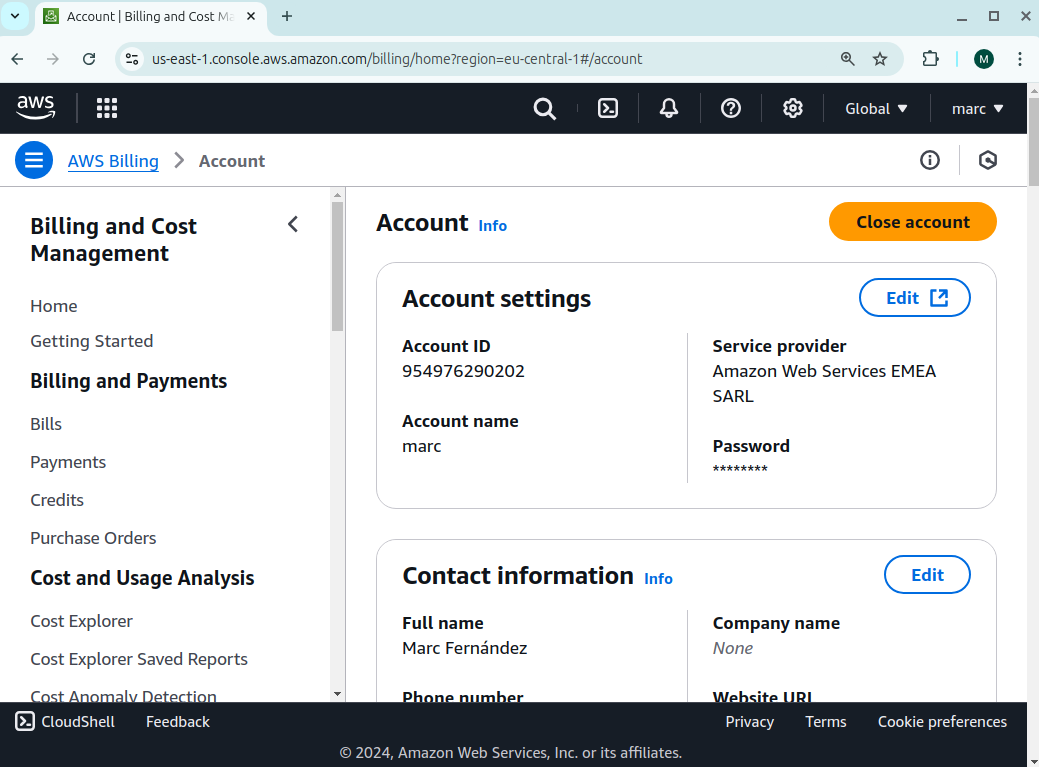 Account | Billing and Cost Ma
us-east-1.console.aws.amazon.com/billing/home?region=eu-central-1#/account
M
aws
Global
marc
AWS Billing
Account
Billing and Cost
Management
Home
Getting Started
Billing and Payments
Bills
Payments
Credits
Purchase Orders
Cost and Usage Analysis
Cost Explorer
Cost Explorer Saved Reports
Cost Anomaly Detection
Account Info
Close account
Account settings
Edit
Account ID
954976290202
Account name
marc
Service provider
Amazon Web Services EMEA
SARL
Password
********
Contact information Info
Edit
Full name
Marc Fernández
Phone number
Company name
None
Website URL
CloudShell
Feedback
Privacy
Terms
Cookie preferences
© 2024, Amazon Web Services, Inc. or its affiliates.